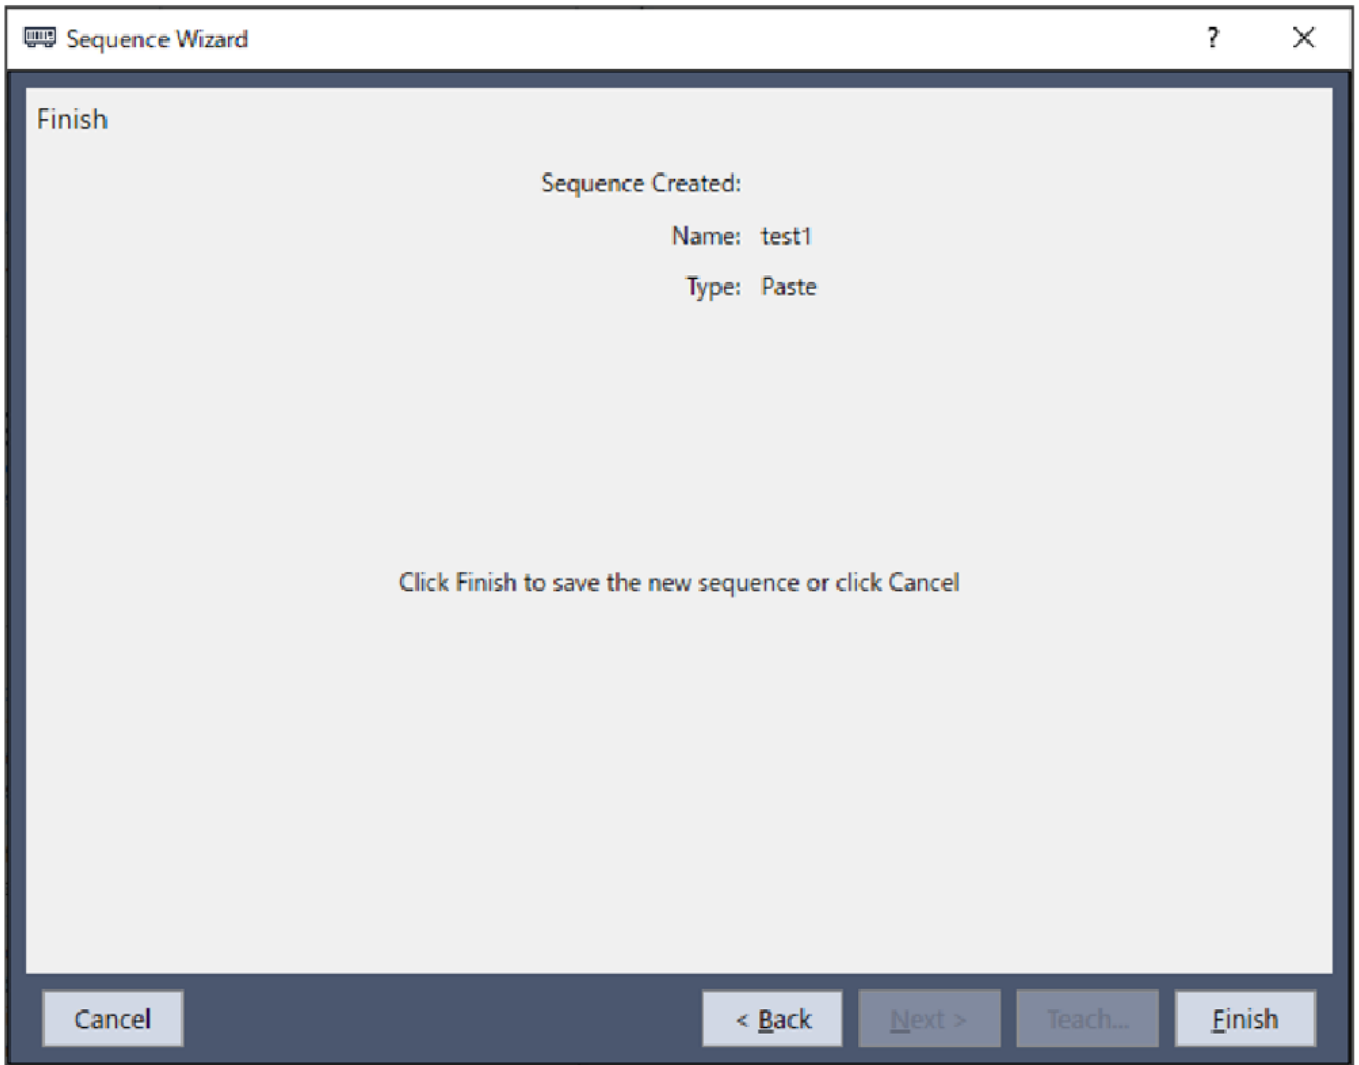 Sequence Wizard
?
Finish
Sequence Created:
Name: test1
Type: Paste
Click Finish to save the new sequence or click Cancel
Cancel
< Back
Next >
Teach...
Finish